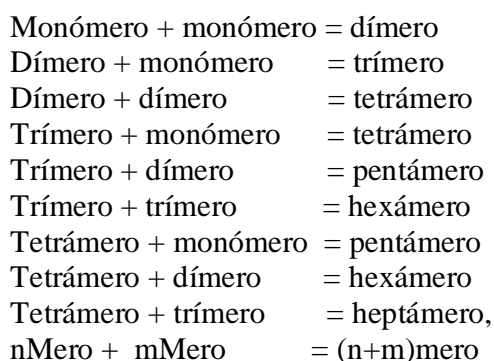 Monómero + monómero = dímero
Dímero + monómero = trímero
Dímero + dímero = tetrámero
Trímero + monómero = tetrámero
Trímero + dímero = pentámero
Trímero + trímero = hexámero
Tetrámero + monómero = pentámero
Tetrámero + dímero = hexámero
Tetrámero + trímero = heptámero,
nMero + mMero = (n+m)mero